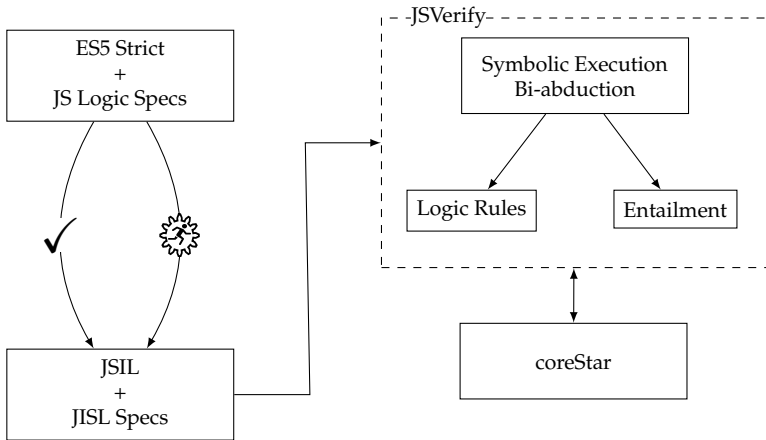 ES5 Strict
+
JS Logic Specs
JSIL
+
JISL Specs
JSVerify
Symbolic Execution
Bi-abduction
Logic Rules
Entailment
coreStar